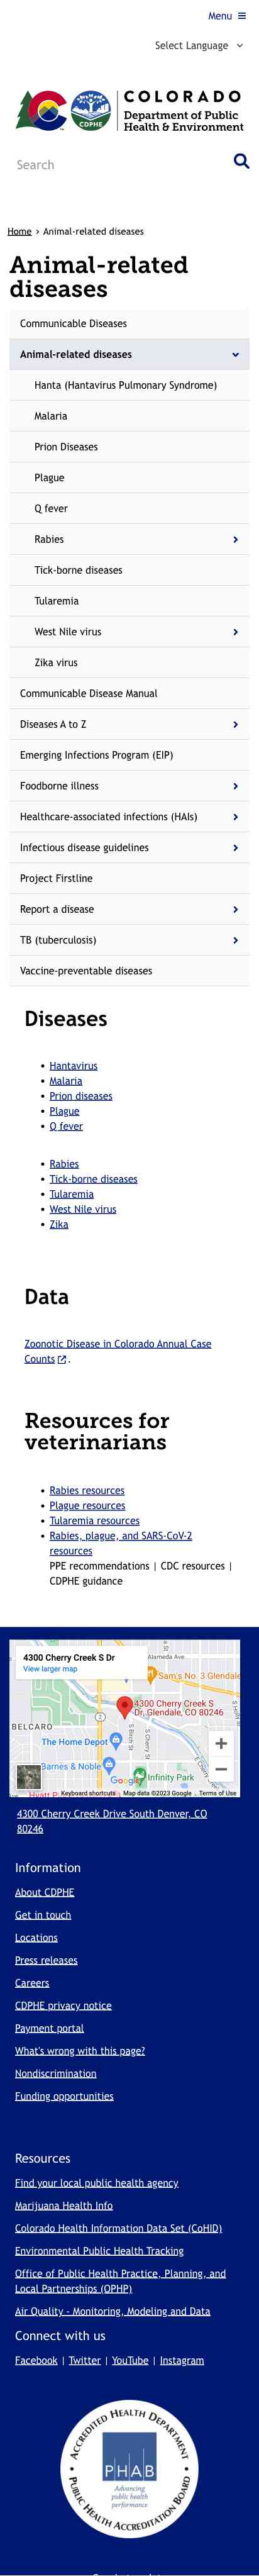 Menu
Select Language
COLORADO
Department of Public
Health & Environment
CDPHE
Search
Home › Animal-related diseases
Animal-related
diseases
Communicable Diseases
Animal-related diseases
Hanta (Hantavirus Pulmonary Syndrome)
Malaria
Prion Diseases
Plague
Q fever
Rabies
Tick-borne diseases
Tularemia
West Nile virus
Zika virus
Communicable Disease Manual
Diseases A to Z
Emerging Infections Program (EIP)
Foodborne illness
Healthcare-associated infections (HAIs)
Infectious disease guidelines
Project Firstline
Report a disease
TB (tuberculosis)
Vaccine-preventable diseases
Diseases
• Hantavirus
• Malaria
• Prion diseases
• Plague
• Q fever
• Rabies
• Tick-borne diseases
• Tularemia
• West Nile virus
• Zika
Data
Zoonotic Disease in Colorado Annual Case
Counts .
Resources for
veterinarians
• Rabies resources
• Plague resources
• Tularemia resources
• Rabies, plague, and SARS-CoV-2
resources
PPE recommendations | CDC resources |
CDPHE guidance
4300 Cherry Creek S Dr
View larger map
Alameda Ave
Sam's No. 3 Glendale
4300 Cherry Creek S
Dr, Glendale, CO 80246
BELCARO
2
The Home Depot
S Birch St
S Cherry St
Barnes & Noble
Google
Infinity Park
Hyatt P
Keyboard shortcuts
Map data ©2023 Google
Terms of Use
4300 Cherry Creek Drive South Denver, CO
80246
Information
About CDPHE
Get in touch
Locations
Press releases
Careers
CDPHE privacy notice
Payment portal
What's wrong with this page?
Nondiscrimination
Funding opportunities
Resources
Find your local public health agency
Marijuana Health Info
Colorado Health Information Data Set (CoHID)
Environmental Public Health Tracking
Office of Public Health Practice, Planning, and
Local Partnerships (OPHP)
Air Quality - Monitoring, Modeling and Data
Connect with us
Facebook | Twitter | YouTube | Instagram
ACCREDITED HEALTH DEPARTMENT
PHAB
Advancing
public health
performance
PUBLIC HEALTH ACCREDITATION BOARD